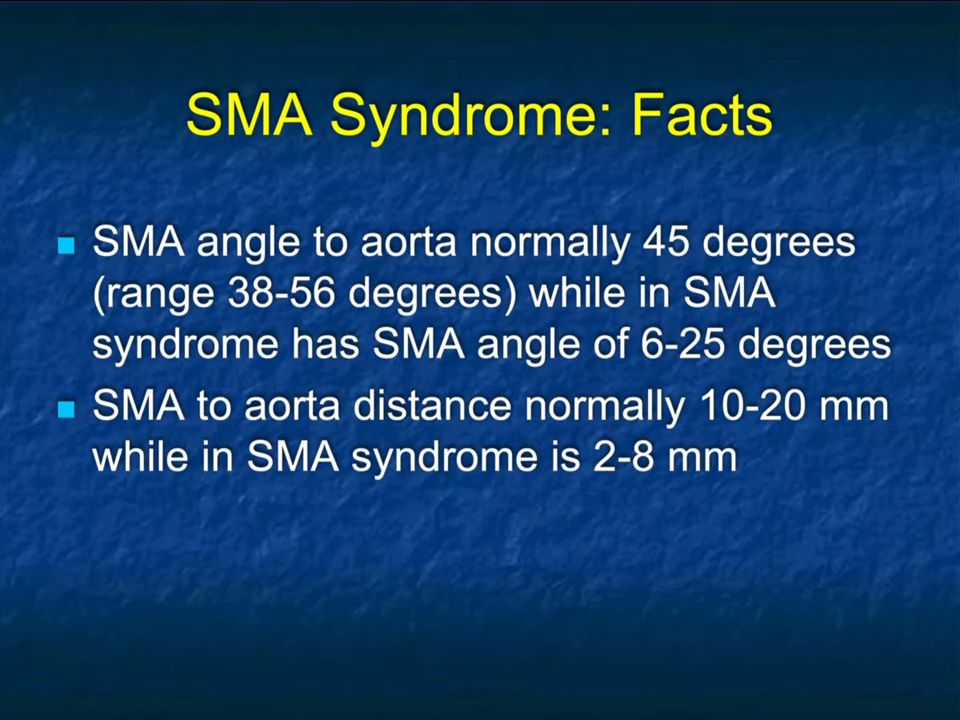 SMA Syndrome: Facts
SMA angle to aorta normally 45 degrees
(range 38-56 degrees) while in SMA
syndrome has SMA angle of 6-25 degrees
SMA to aorta distance normally 10-20 mm
while in SMA syndrome is 2-8 mm